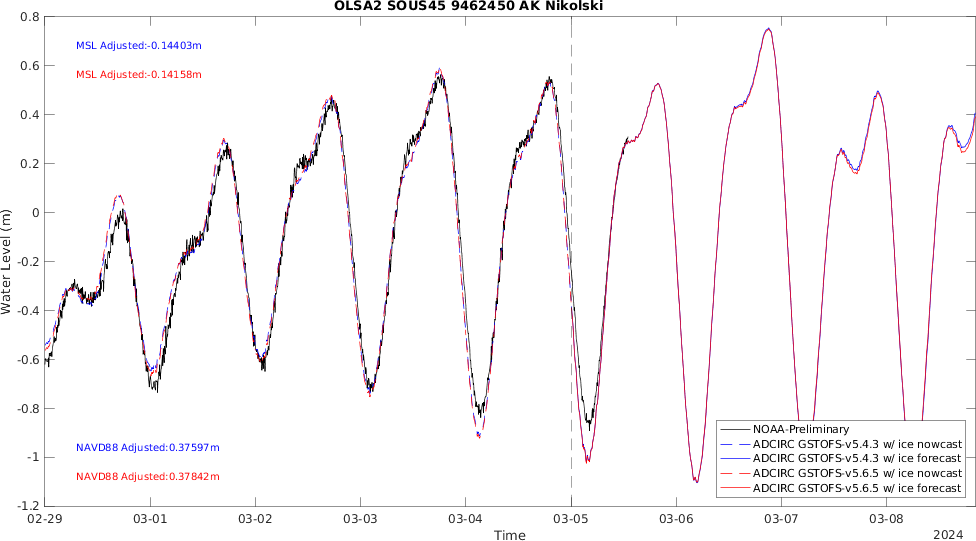 OLSA2 SOUS45 9462450 AK Nikolski
0.8
0.6
0.4
0.2
0
-0.2
-0.4
-0.6
-0.8
-1
-1.2
Water Level (m)
MSL Adjusted:-0.14403m
MSL Adjusted:-0.14158m
NAVD88 Adjusted:0.37597m
NAVD88 Adjusted:0.37842m
NOAA-Preliminary
ADCIRC GSTOFS-v5.4.3 w/ ice nowcast
ADCIRC GSTOFS-v5.4.3 w/ ice forecast
ADCIRC GSTOFS-v5.6.5 w/ ice nowcast
ADCIRC GSTOFS-v5.6.5 w/ ice forecast
02-29 03-01 03-02 03-03 03-04 03-05 03-06 03-07 03-08
Time
2024